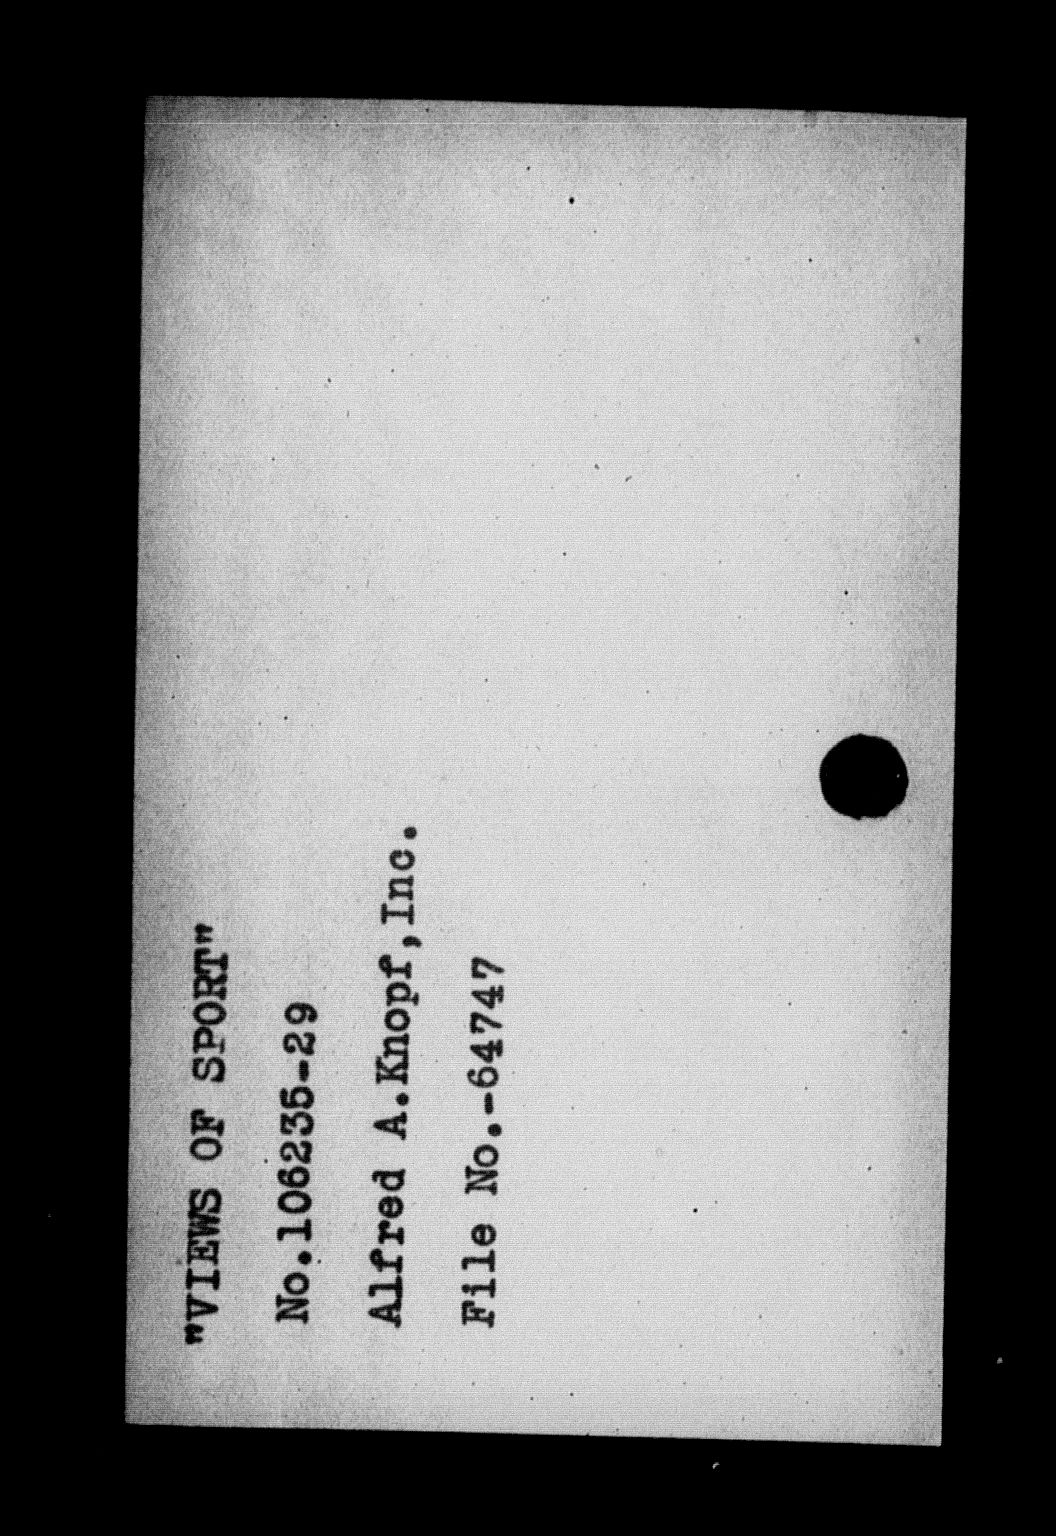 "VIEWS OF SPORT"
No.106235-29
Alfred A.Knopf,Inc.
File No.-64747